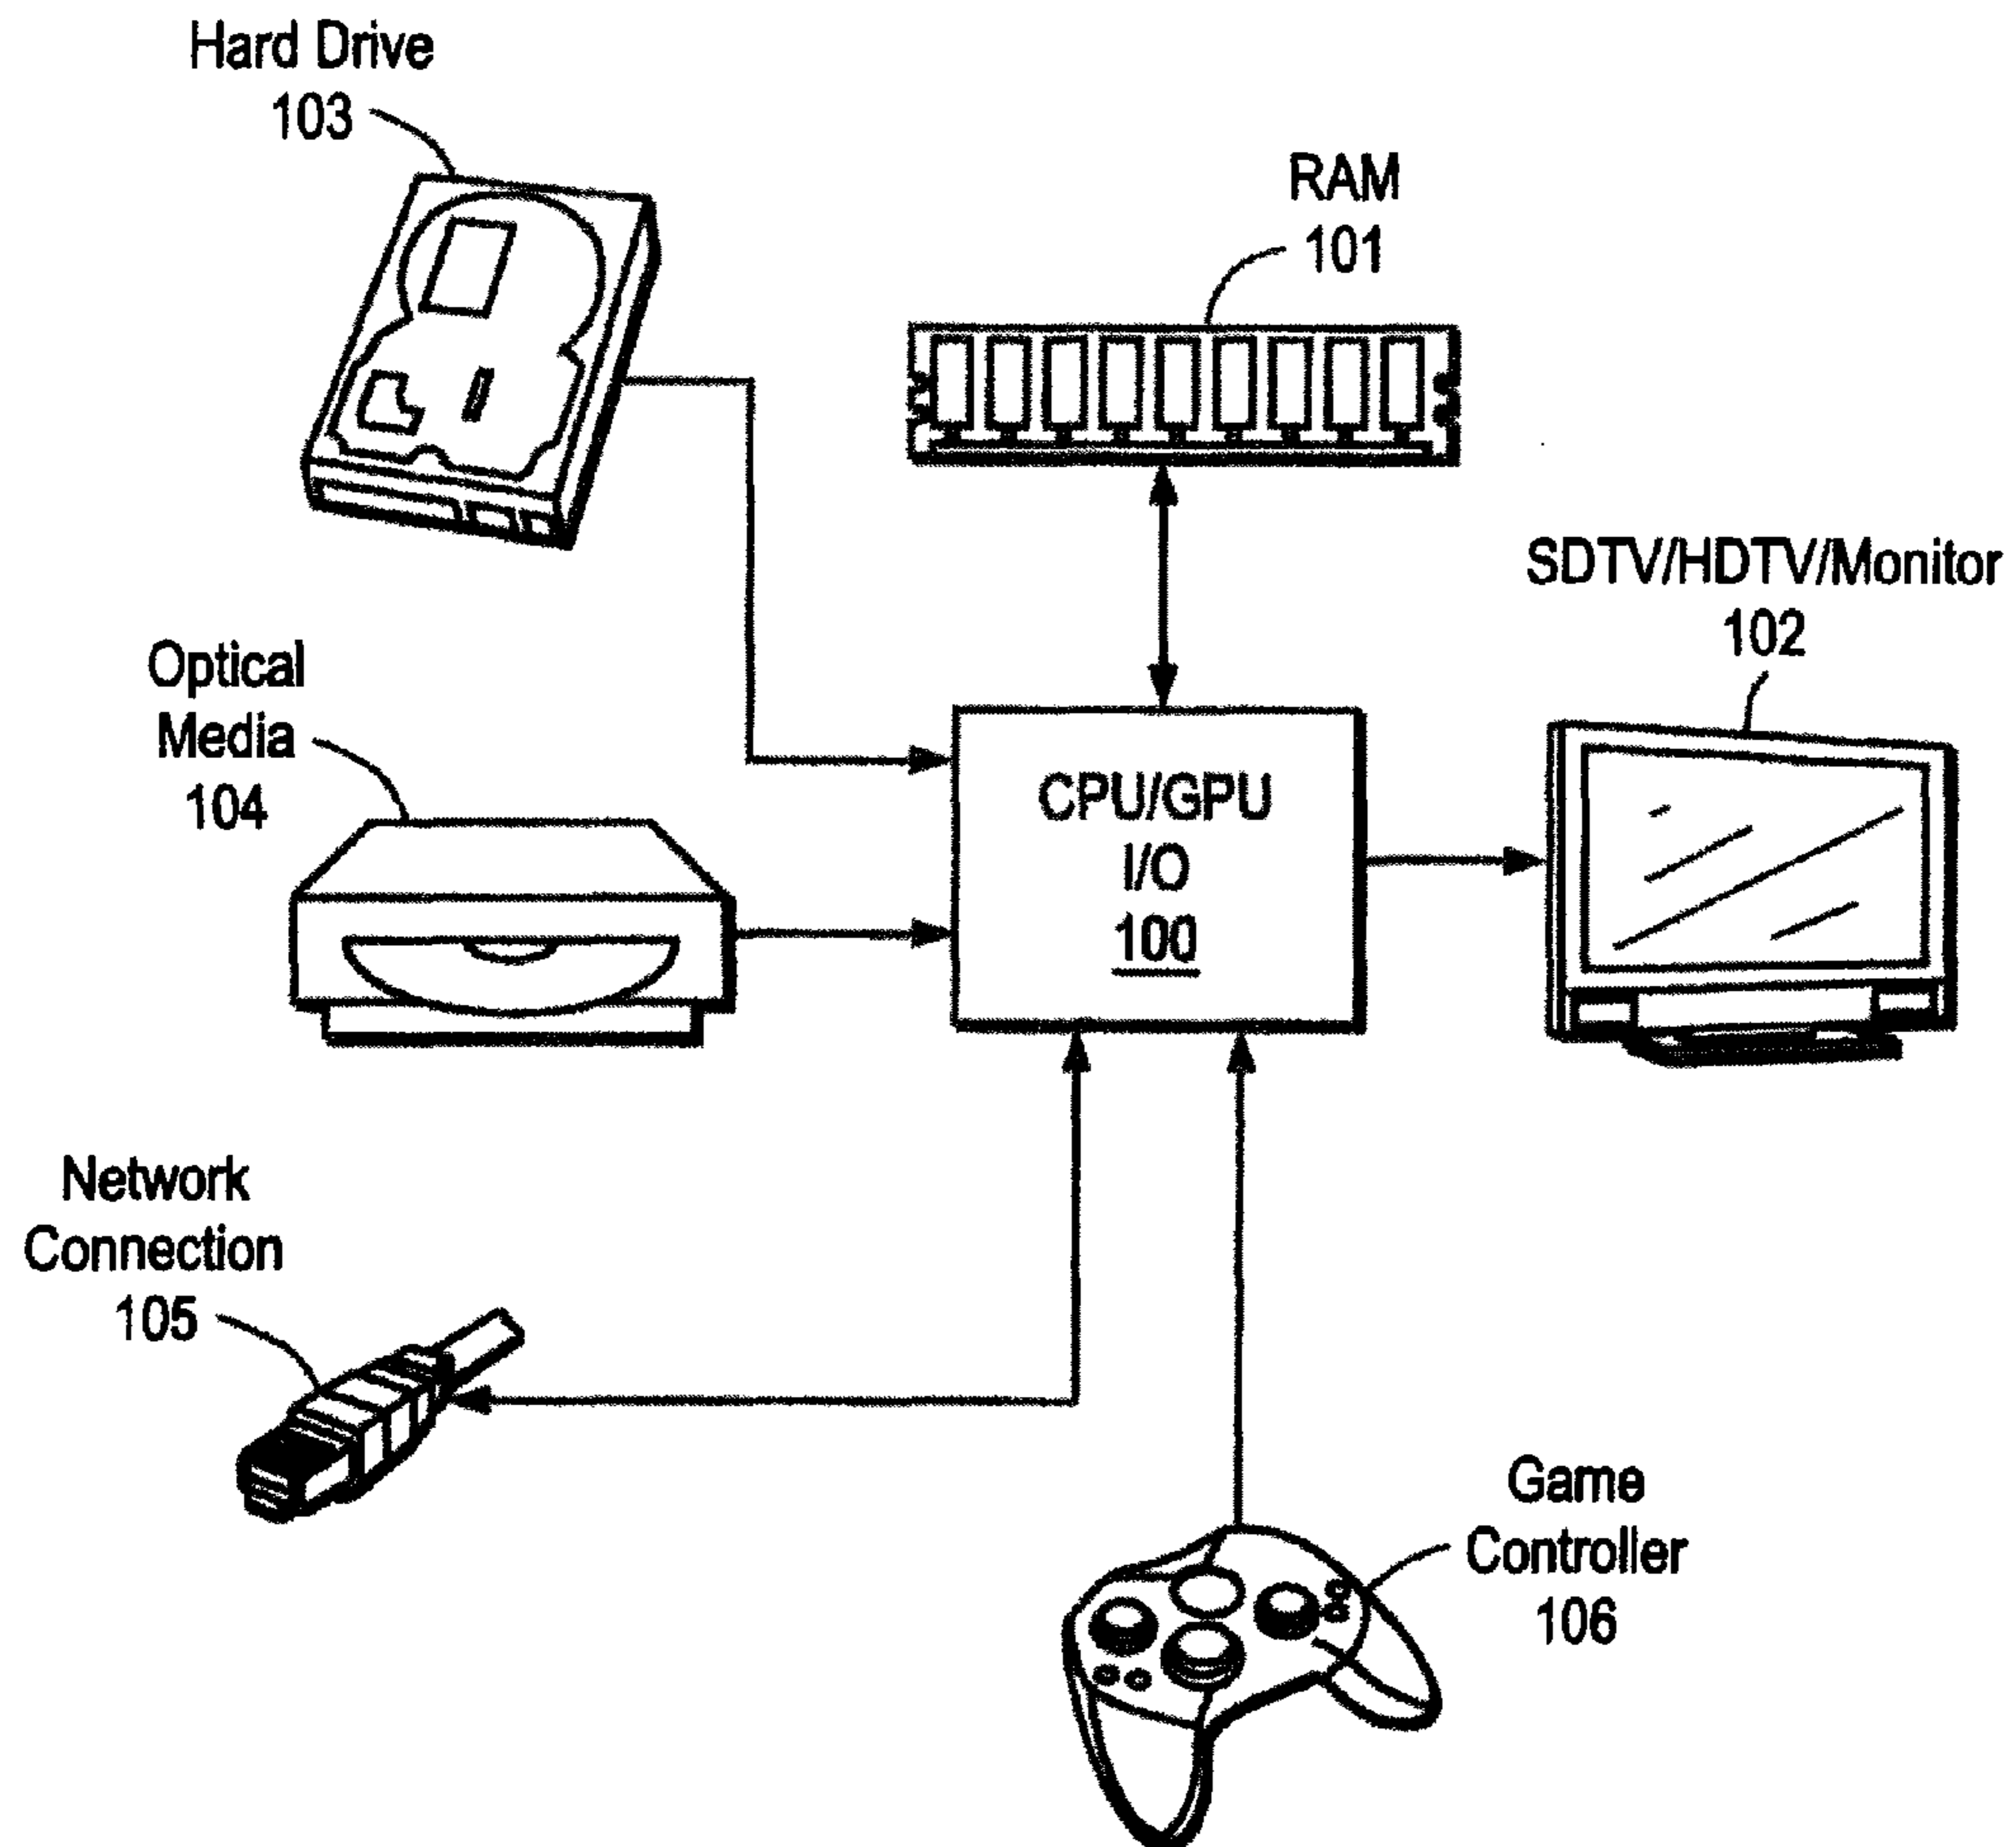 Hard Drive
103
RAM
101
SDTV/HDTV/Monitor
102
Optical
Media
104
CPU/GPU
I/O
100
Network
Connection
105
Game
Controller
106